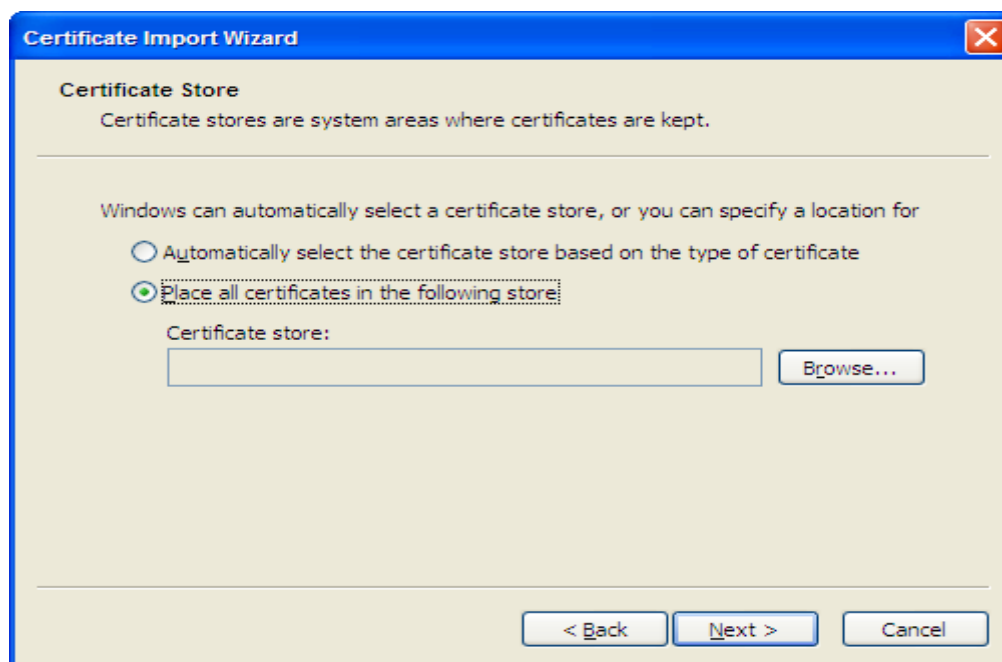 Certificate Import Wizard
Certificate Store
Certificate stores are system areas where certificates are kept.
Windows can automatically select a certificate store, or you can specify a location for
Automatically select the certificate store based on the type of certificate
Place all certificates in the following store
Certificate store:
Browse...
< Back Next > Cancel